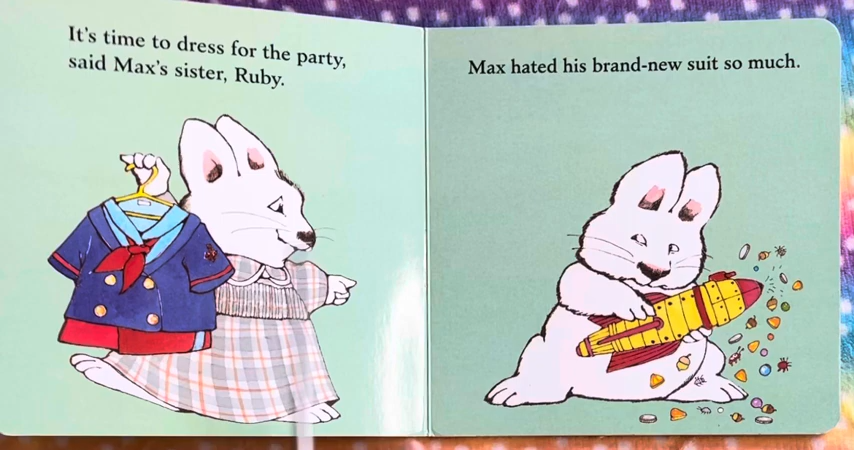 It's time to dress for the party,
said Max's sister, Ruby.
Max hated his brand-new suit so much.